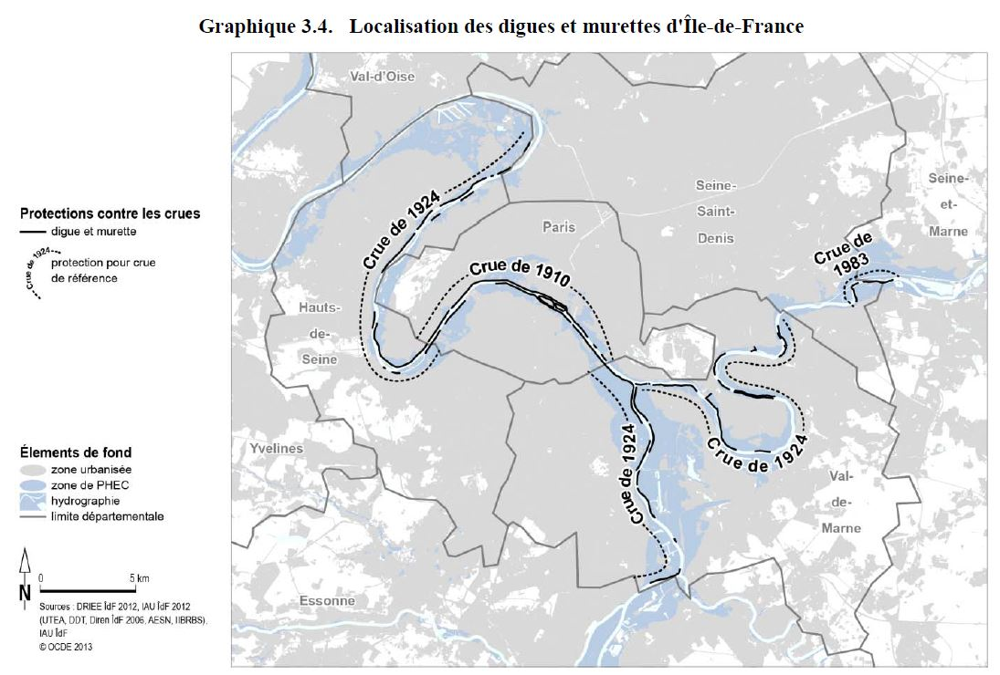 Graphique 3.4. Localisation des digues et murettes d'Île-de-France
Val-d'Oise
Seine-
et-
Marne
Seine-
Saint-
Denis
Paris
Crue de 1924
Crue de
1983
Crue de 1910
Hauts-
de-
Seine
Yvelines
Crue de 1924
Crue de 1924
Val-
de-
Marne
Essonne
Protections contre les crues
digue et murette
Crue de 1924
protection pour crue
de référence
Élements de fond
zone urbanisée
zone de PHEC
hydrographie
limite départementale
N
0 5 km
Sources : DRIEE ÎdF 2012, IAU ÎdF 2012
(UTEA, DDT, Diren ÎdF 2006, AESN, IIBRBS),
IAU ÎdF
© OCDE 2013